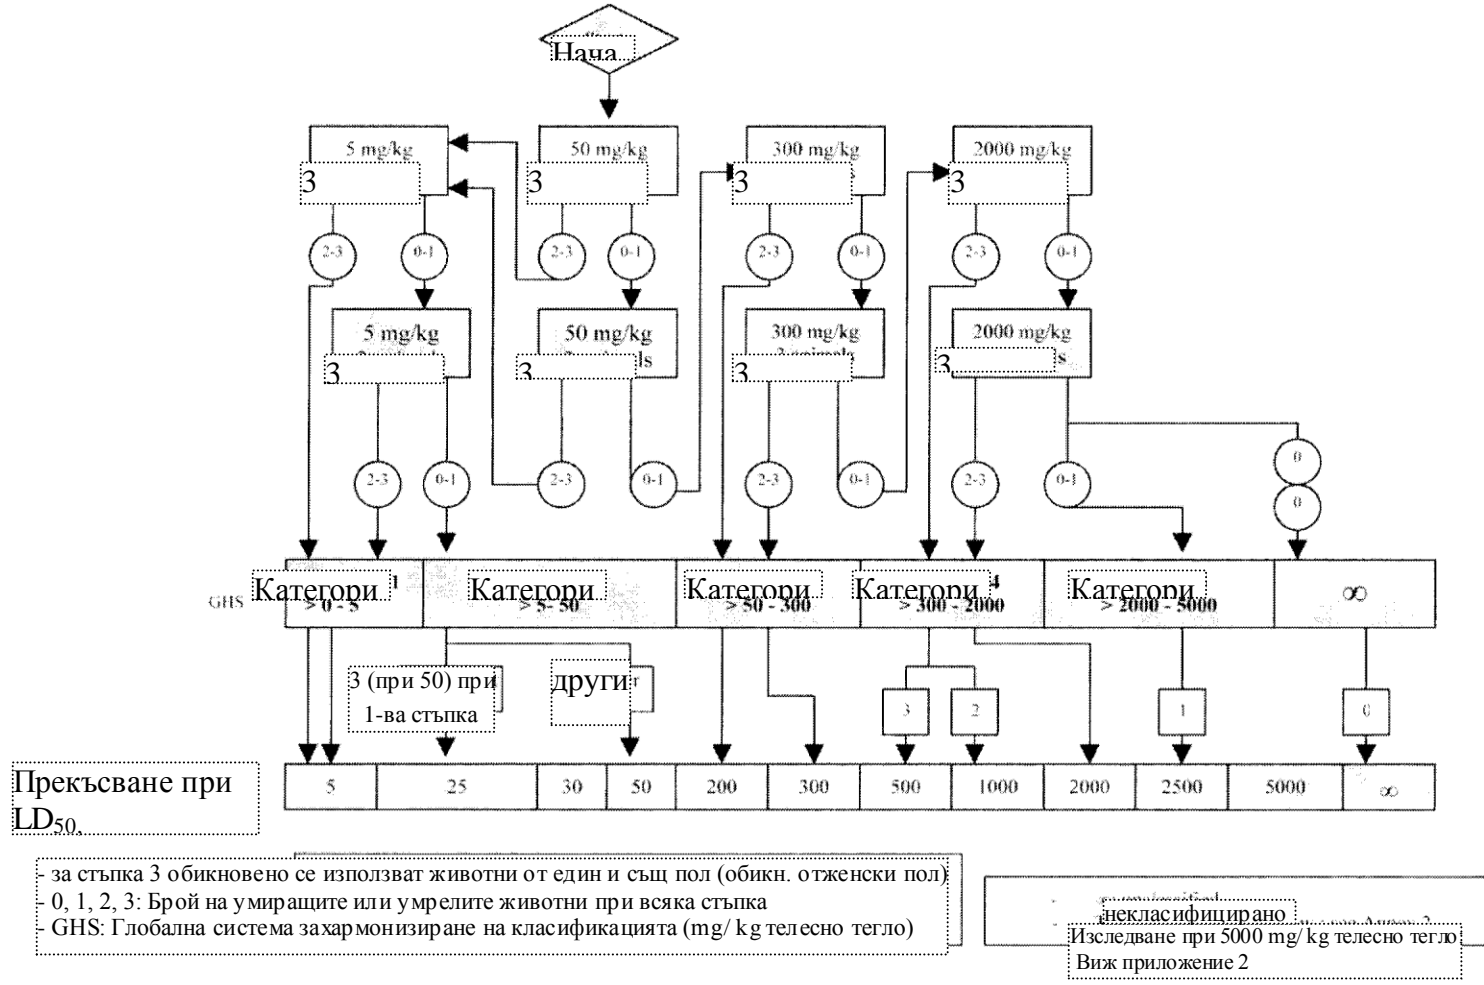 Нача
5 mg/kg
50 mg/kg
300 mg/kg
2000 mg/kg
3
3
3
3
2-3
0-1
2-3
0-1
2-3
0-1
2-3
0-1
5 mg/kg
50 mg/kg
300 mg/kg
2000 mg/kg
3
3
3
3
2-3
0-1
2-3
0-1
2-3
0-1
2-3
0-1
0
0
GHS
Категори 1
> 0 - 5
Категори
> 5- 50
Категори
> 50 - 300
Категори 4
> 300 - 2000
Категори
> 2000 - 5000
∞
3 (при 50) при
1-ва стъпка
други
3
2
1
0
Прекъсване при
LD50,
5
25
30
50
200
300
500
1000
2000
2500
5000
∞
- за стъпка 3 обикновено се използват животни от един и същ пол (обикн. отженски пол)
- 0, 1, 2, 3: Брой на умиращите или умрелите животни при всяка стъпка
- GHS: Глобална система захармонизиране на класификацията (mg/ kg телесно тегло)
некласифицирано
Изследване при 5000 mg/ kg телесно тегло
Виж приложение 2